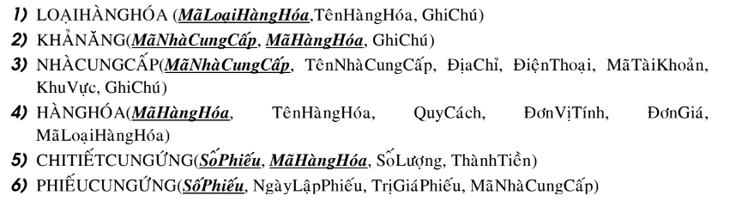 1) LOẠIHÀNGHÓA (MãLoạiHàngHóa,TênHàngHóa, GhiChú)
2) KHẢNĂNG(MãNhàCungCấp, MãHàngHóa, GhiChú)
3) NHÀCUNGCẤP(MãNhàCungCấp, TênNhàCungCấp, ĐịaChỉ, ĐiệnThoại, MãTàiKhoản,
KhuVực, GhiChú)
4) HÀNGHÓA(MãHàngHóa, TênHàngHóa, QuyCách, ĐơnVịTính, ĐơnGiá,
MãLoạiHàngHóa)
5) CHITIẾTCUNGỨNG(SốPhiếu, MãHàngHóa, SốLượng, ThànhTiền)
6) PHIẾUCUNGỨNG(SốPhiếu, NgàyLậpPhiếu, TrịGiáPhiếu, MãNhàCungCấp)